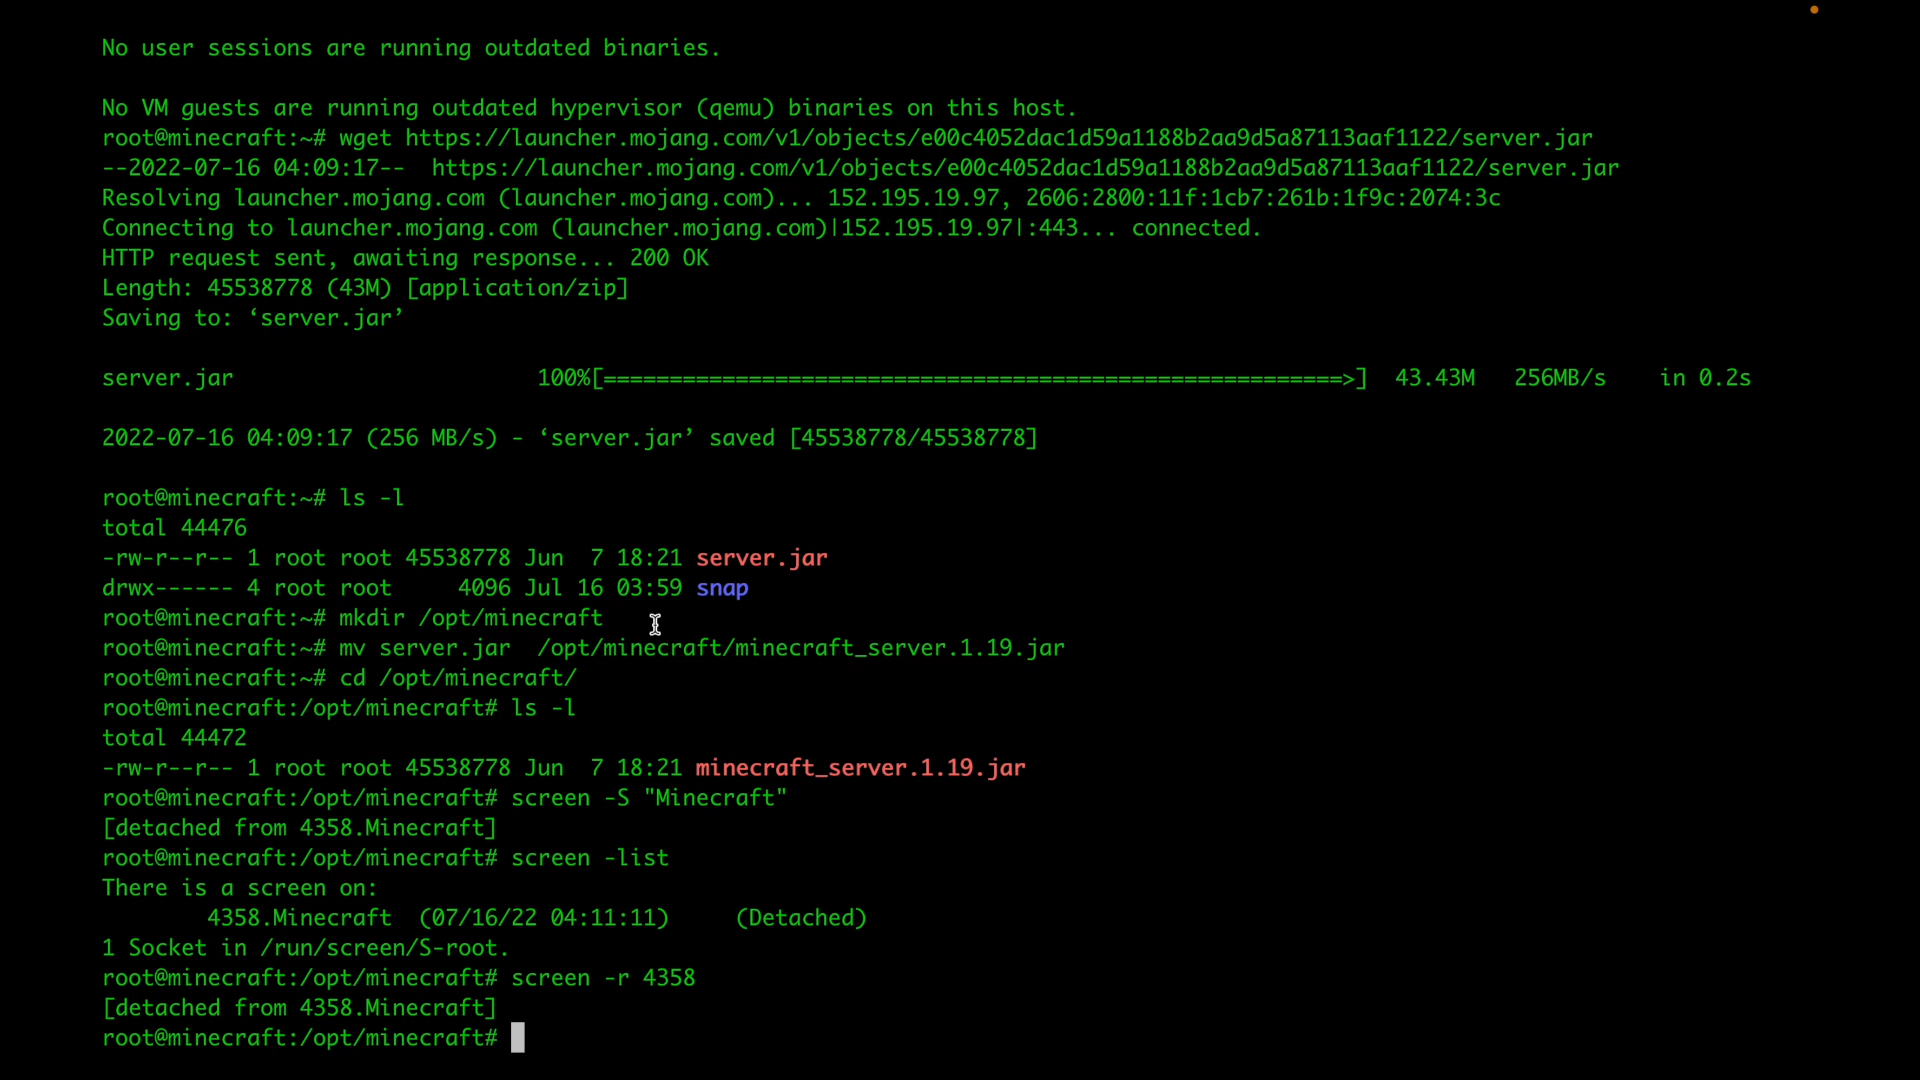 No user sessions are running outdated binaries.
No VM guests are running outdated hypervisor (qemu) binaries on this host.
root@minecraft:~# wget https://launcher.mojang.com/v1/objects/e00c4052dac1d59a1188b2aa9d5a87113aaf1122/server.jar
--2022-07-16 04:09:17--  https://launcher.mojang.com/v1/objects/e00c4052dac1d59a1188b2aa9d5a87113aaf1122/server.jar
Resolving launcher.mojang.com (launcher.mojang.com)... 152.195.19.97, 2606:2800:11f:1cb7:261b:1f9c:2074:3c
Connecting to launcher.mojang.com (launcher.mojang.com)|152.195.19.97|:443... connected.
HTTP request sent, awaiting response... 200 OK
Length: 45538778 (43M) [application/zip]
Saving to: ‘server.jar’
server.jar                       100%[========================================================>]  43.43M   256MB/s    in 0.2s
2022-07-16 04:09:17 (256 MB/s) - ‘server.jar’ saved [45538778/45538778]
root@minecraft:~# ls -l
total 44476
-rw-r--r-- 1 root root 45538778 Jun  7 18:21 server.jar
drwx------ 4 root root     4096 Jul 16 03:59 snap
root@minecraft:~# mkdir /opt/minecraft
root@minecraft:~# mv server.jar  /opt/minecraft/minecraft_server.1.19.jar
root@minecraft:~# cd /opt/minecraft/
root@minecraft:/opt/minecraft# ls -l
total 44472
-rw-r--r-- 1 root root 45538778 Jun  7 18:21 minecraft_server.1.19.jar
root@minecraft:/opt/minecraft# screen -S "Minecraft"
[detached from 4358.Minecraft]
root@minecraft:/opt/minecraft# screen -list
There is a screen on:
        4358.Minecraft  (07/16/22 04:11:11)     (Detached)
1 Socket in /run/screen/S-root.
root@minecraft:/opt/minecraft# screen -r 4358
[detached from 4358.Minecraft]
root@minecraft:/opt/minecraft#